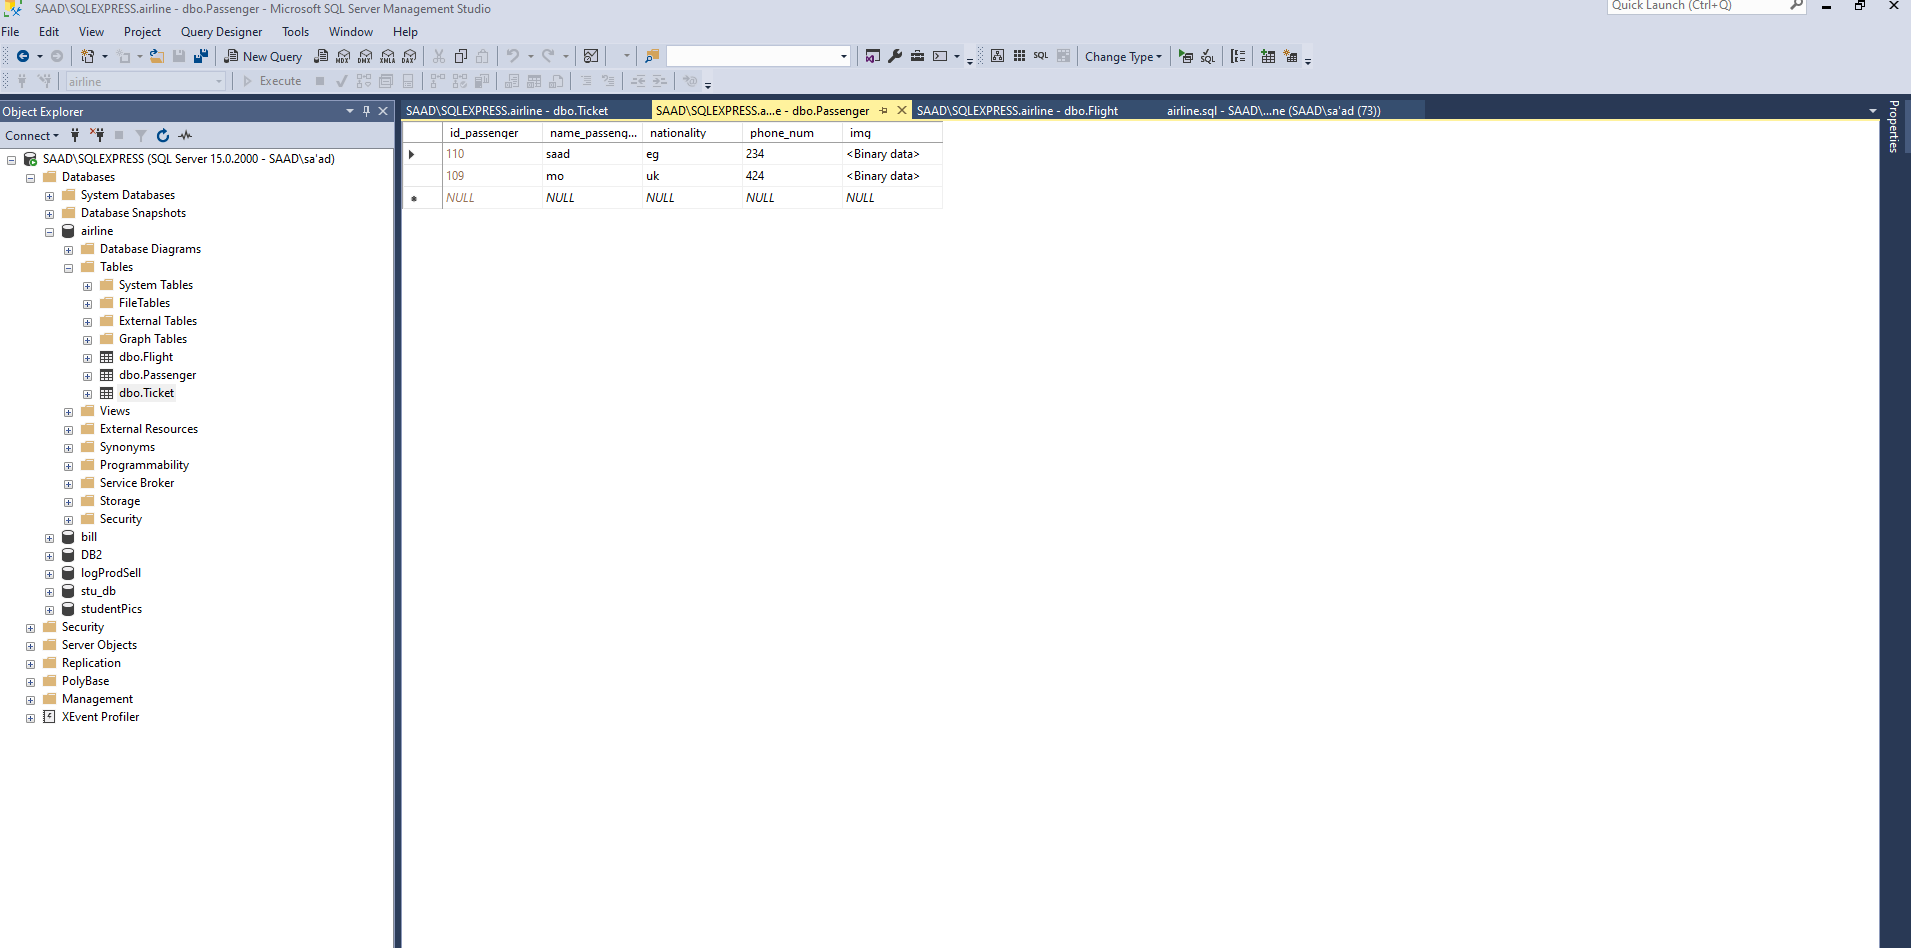 SAAD\SQLEXPRESS.airline - dbo.Passenger - Microsoft SQL Server Management Studio
Quick Launch (Ctrl+Q)
File Edit View Project Query Designer Tools Window Help
New Query MDX DMX XMLA DAX SQL Change Type SQL
airline Execute
Object Explorer
Connect
SAAD\SQLEXPRESS (SQL Server 15.0.2000 - SAAD\sa'ad)
Databases
System Databases
Database Snapshots
airline
Database Diagrams
Tables
System Tables
FileTables
External Tables
Graph Tables
dbo.Flight
dbo.Passenger
dbo.Ticket
Views
External Resources
Synonyms
Programmability
Service Broker
Storage
Security
bill
DB2
logProdSell
stu_db
studentPics
Security
Server Objects
Replication
PolyBase
Management
XEvent Profiler
SAAD\SQLEXPRESS.airline - dbo.Ticket SAAD\SQLEXPRESS.a...e - dbo.Passenger SAAD\SQLEXPRESS.airline - dbo.Flight airline.sql - SAAD\...ne (SAAD\sa'ad (73))
id_passenger name_passeng... nationality phone_num img
110 saad eg 234 <Binary data>
109 mo uk 424 <Binary data>
NULL NULL NULL NULL NULL
Properties